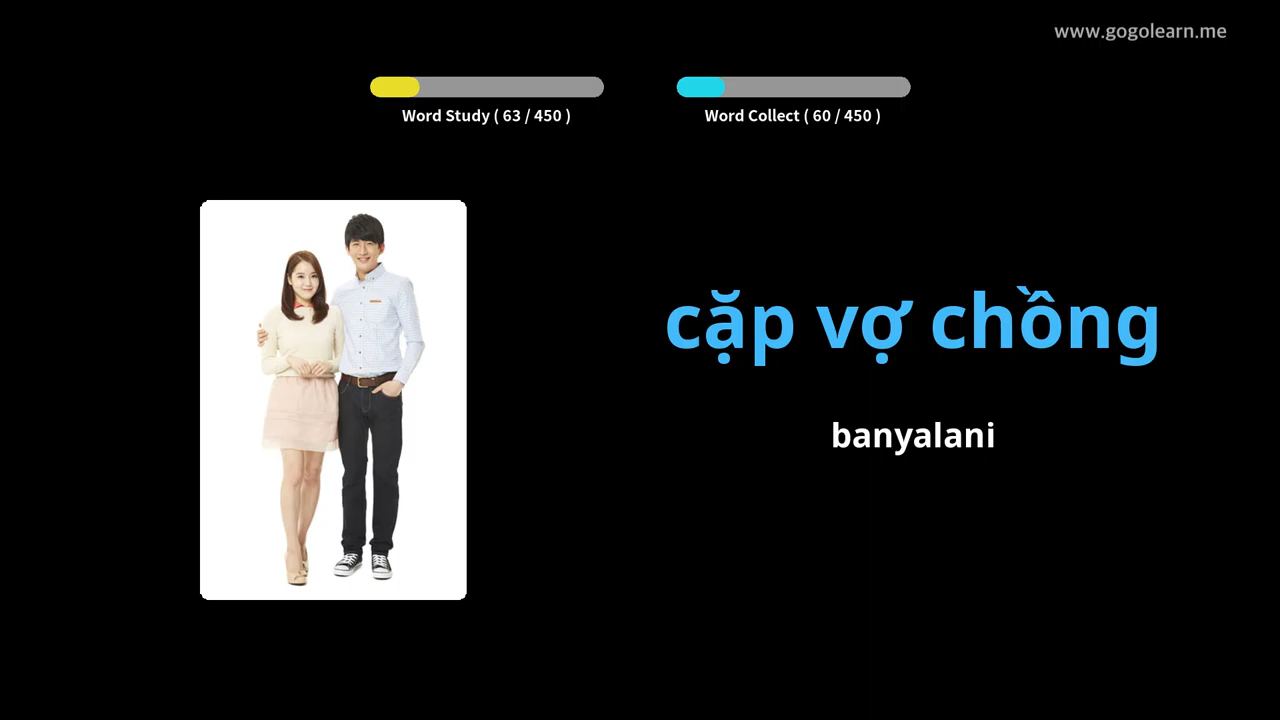 www.gogolearn.me
Word Study ( 63 / 450 )
Word Collect ( 60 / 450 )
cặp vợ chồng
banyalani